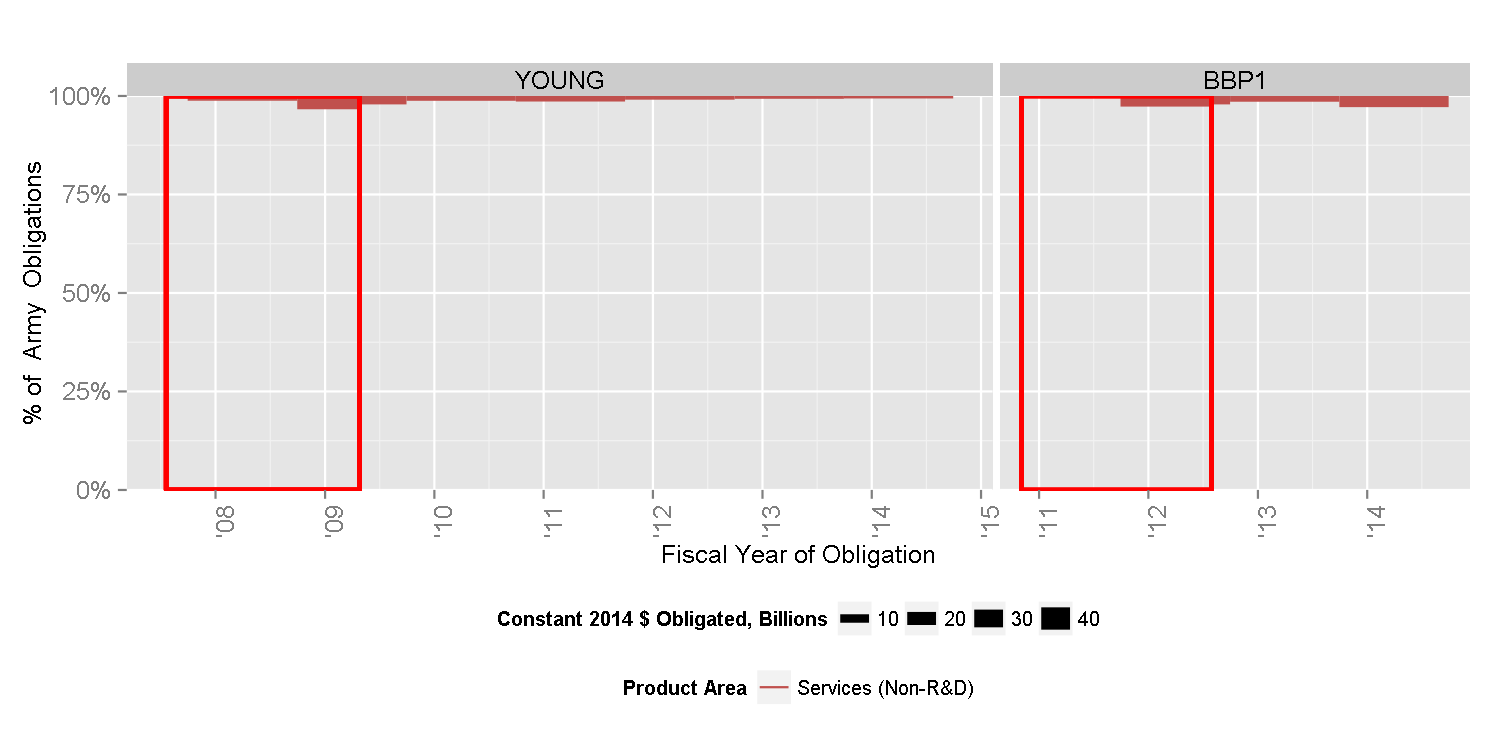 YOUNG
BBP1
100%
75%
50%
25%
0%
% of Army Obligations
'08
'09
'10
'11
'12
'13
'14
'15
'11
'12
'13
'14
Fiscal Year of Obligation
Constant 2014 $ Obligated, Billions 10 20 30 40
Product Area Services (Non-R&D)